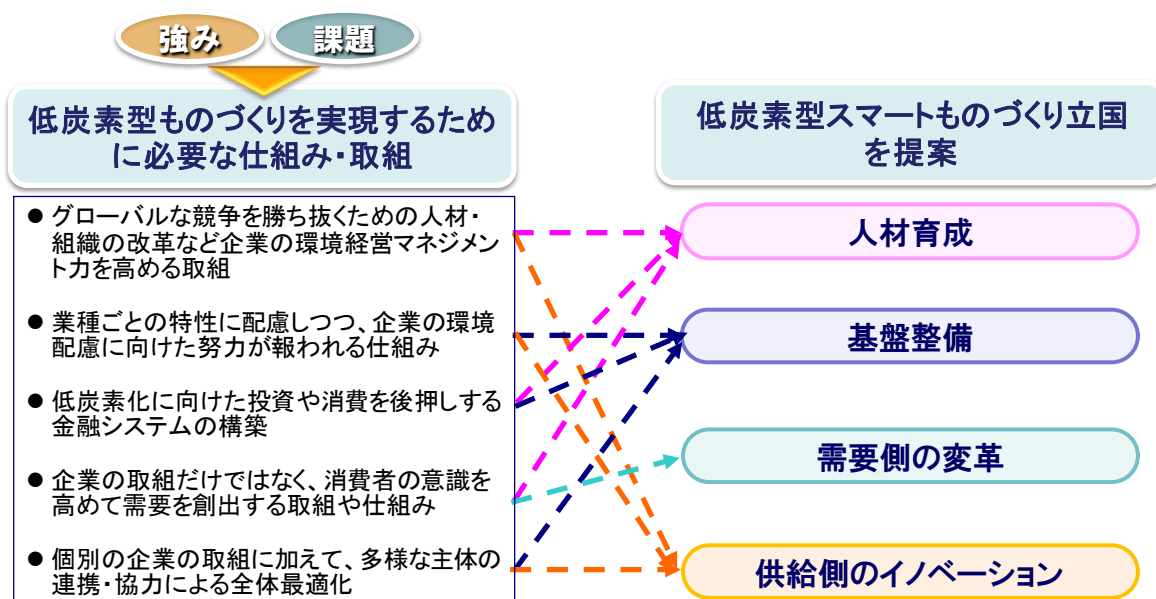 強み
課題
低炭素型ものづくりを実現するため
に必要な仕組み・取組
● グローバルな競争を勝ち抜くための人材・
組織の改革など企業の環境経営マネジメン
ト力を高める取組
● 業種ごとの特性に配慮しつつ、企業の環境
配慮に向けた努力が報われる仕組み
● 低炭素化に向けた投資や消費を後押しする
金融システムの構築
● 企業の取組だけではなく、消費者の意識を
高めて需要を創出する取組や仕組み
● 個別の企業の取組に加えて、多様な主体の
連携・協力による全体最適化
低炭素型スマートものづくり立国
を提案
人材育成
基盤整備
需要側の変革
供給側のイノベーション